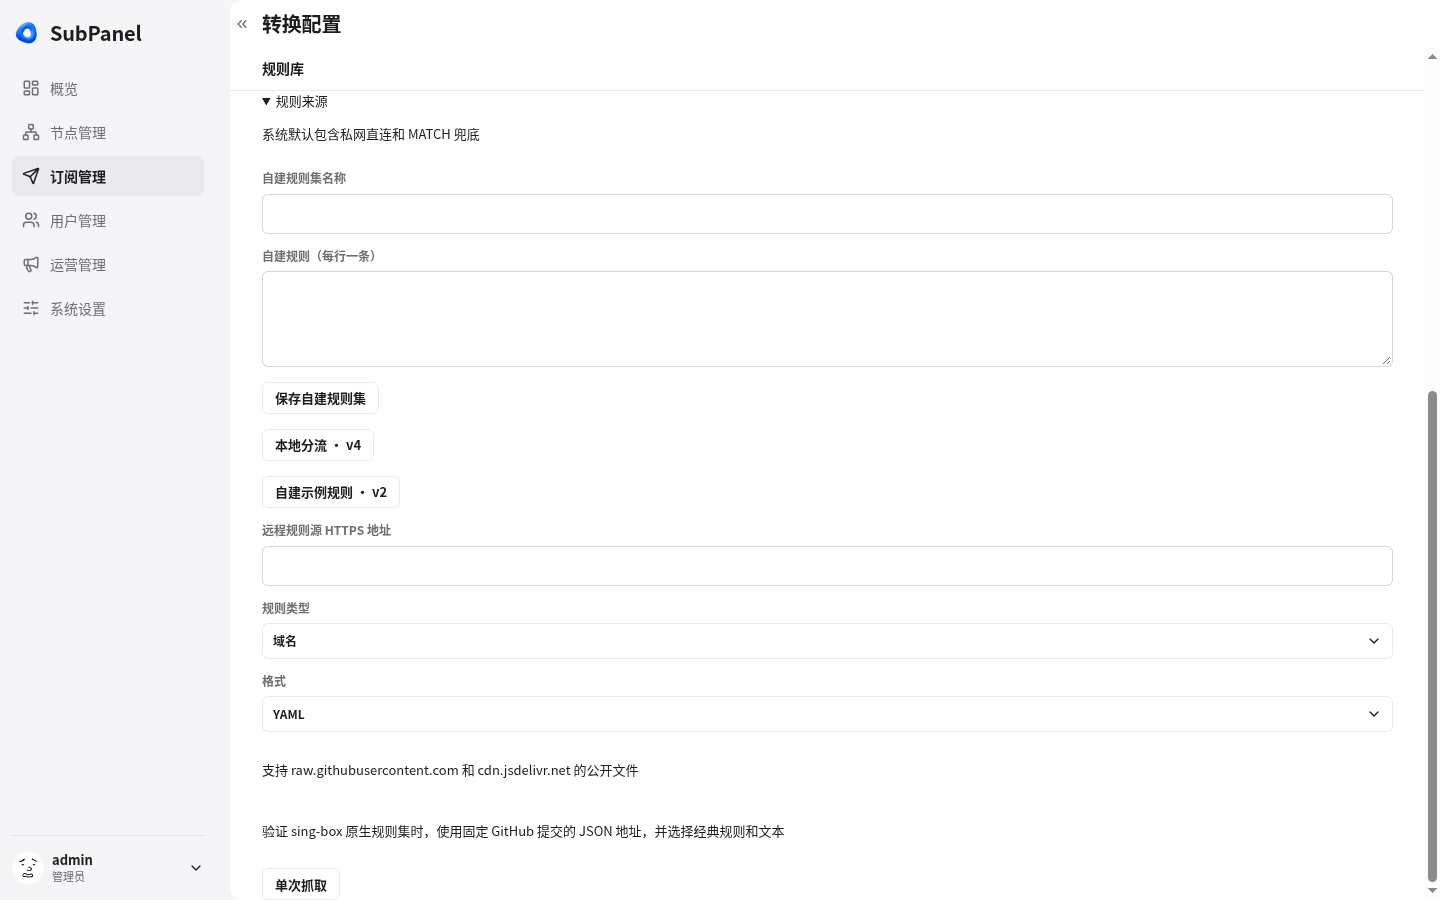 SubPanel
概览
节点管理
订阅管理
用户管理
运营管理
系统设置
admin
管理员
转换配置
规则库
规则来源
系统默认包含私网直连和 MATCH 兜底
自建规则集名称
自建规则（每行一条）
保存自建规则集
本地分流 · v4
自建示例规则 · v2
远程规则源 HTTPS 地址
规则类型
域名
格式
YAML
支持 raw.githubusercontent.com 和 cdn.jsdelivr.net 的公开文件
验证 sing-box 原生规则集时，使用固定 GitHub 提交的 JSON 地址，并选择经典规则和文本
单次抓取